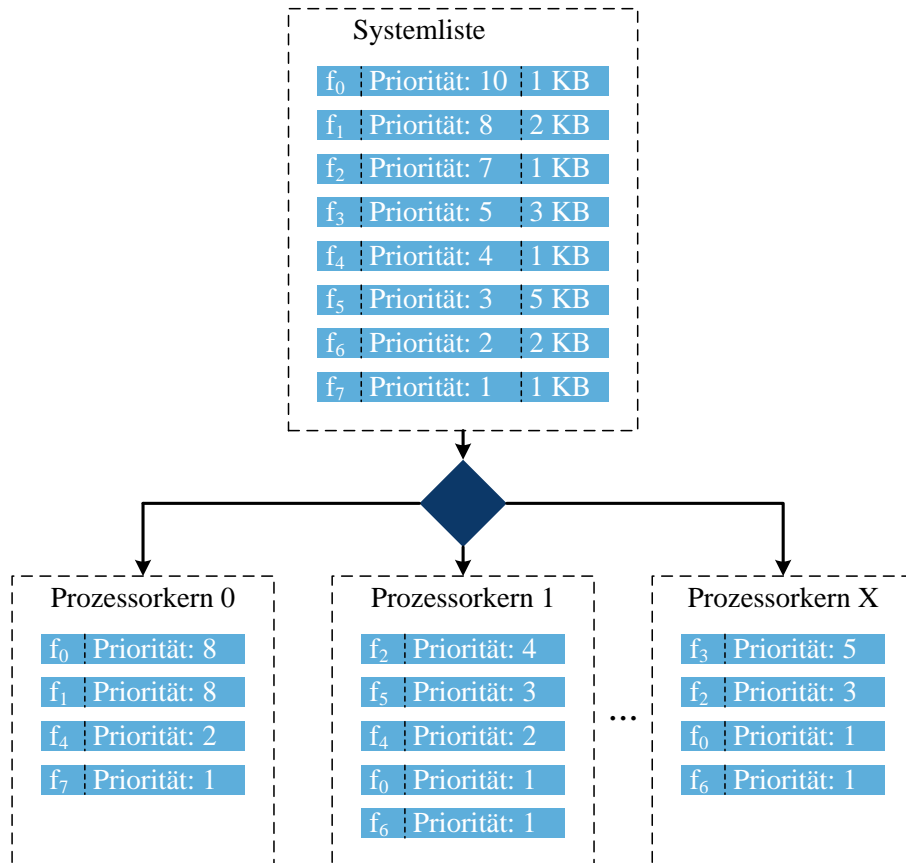 Systemliste
f₀ Priorität: 10 1 KB
f₁ Priorität: 8 2 KB
f₂ Priorität: 7 1 KB
f₃ Priorität: 5 3 KB
f₄ Priorität: 4 1 KB
f₅ Priorität: 3 5 KB
f₆ Priorität: 2 2 KB
f₇ Priorität: 1 1 KB
Prozessorkern 0
f₀ Priorität: 8
f₁ Priorität: 8
f₄ Priorität: 2
f₇ Priorität: 1
Prozessorkern 1
f₂ Priorität: 4
f₅ Priorität: 3
f₄ Priorität: 2
f₀ Priorität: 1
f₆ Priorität: 1
...
Prozessorkern X
f₃ Priorität: 5
f₂ Priorität: 3
f₀ Priorität: 1
f₆ Priorität: 1